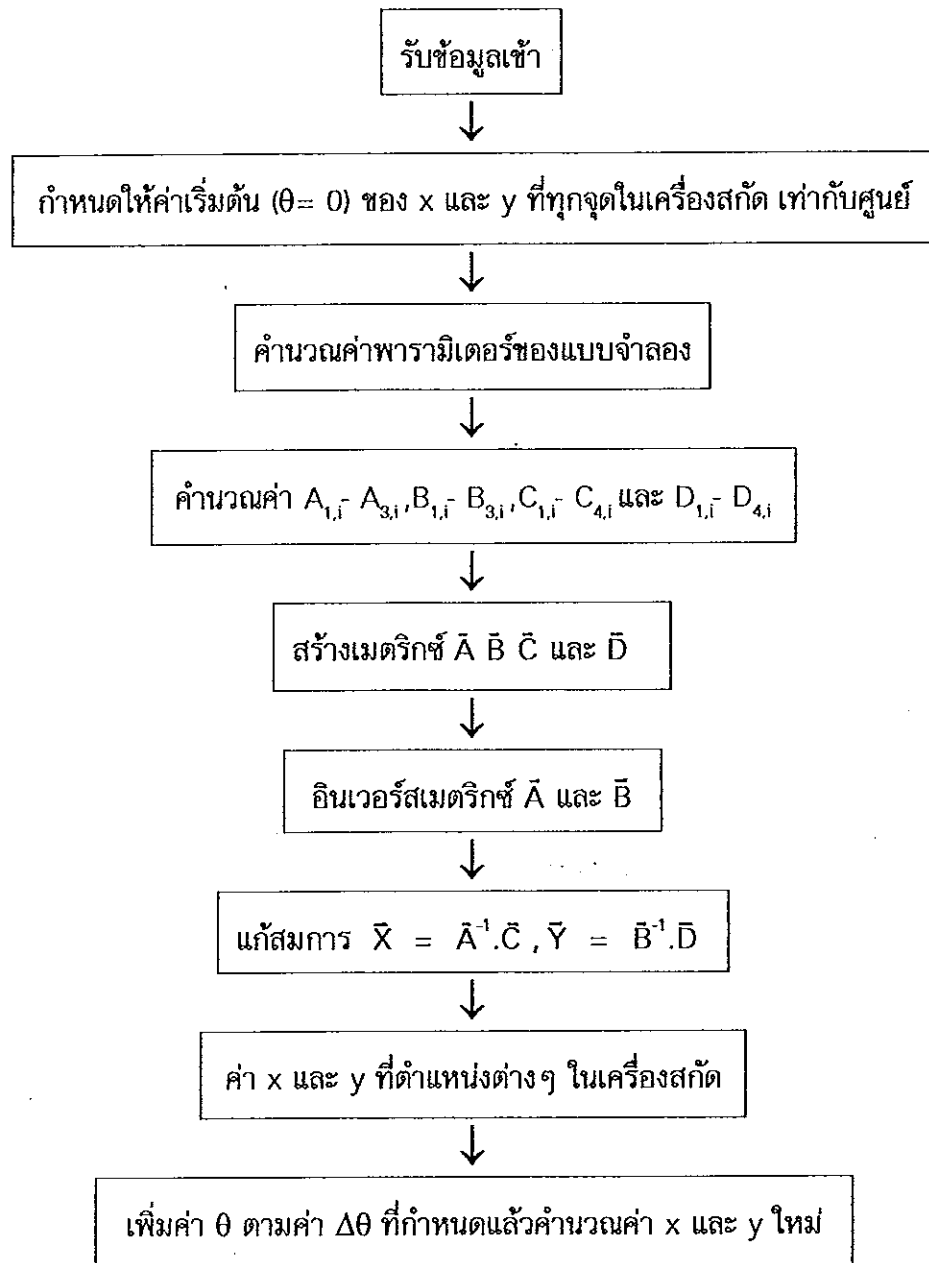 รับข้อมูลเข้า
กำหนดให้ค่าเริ่มต้น (θ= 0) ของ x และ y ที่ทุกจุดในเครื่องสกัด เท่ากับศูนย์
คำนวณค่าพารามิเตอร์ของแบบจำลอง
คำนวณค่า A₁,ᵢ- A₃,ᵢ ,B₁,ᵢ- B₃,ᵢ ,C₁,ᵢ- C₄,ᵢ และ D₁,ᵢ- D₄,ᵢ
สร้างเมตริกซ์ Ā B̄ C̄ และ D̄
อินเวอร์สเมตริกซ์ Ā และ B̄
แก้สมการ X̄ = Ā⁻¹.C̄ ,Ȳ = B̄⁻¹.D̄
ค่า x และ y ที่ตำแหน่งต่างๆ ในเครื่องสกัด
เพิ่มค่า θ ตามค่า Δθ ที่กำหนดแล้วคำนวณค่า x และ y ใหม่